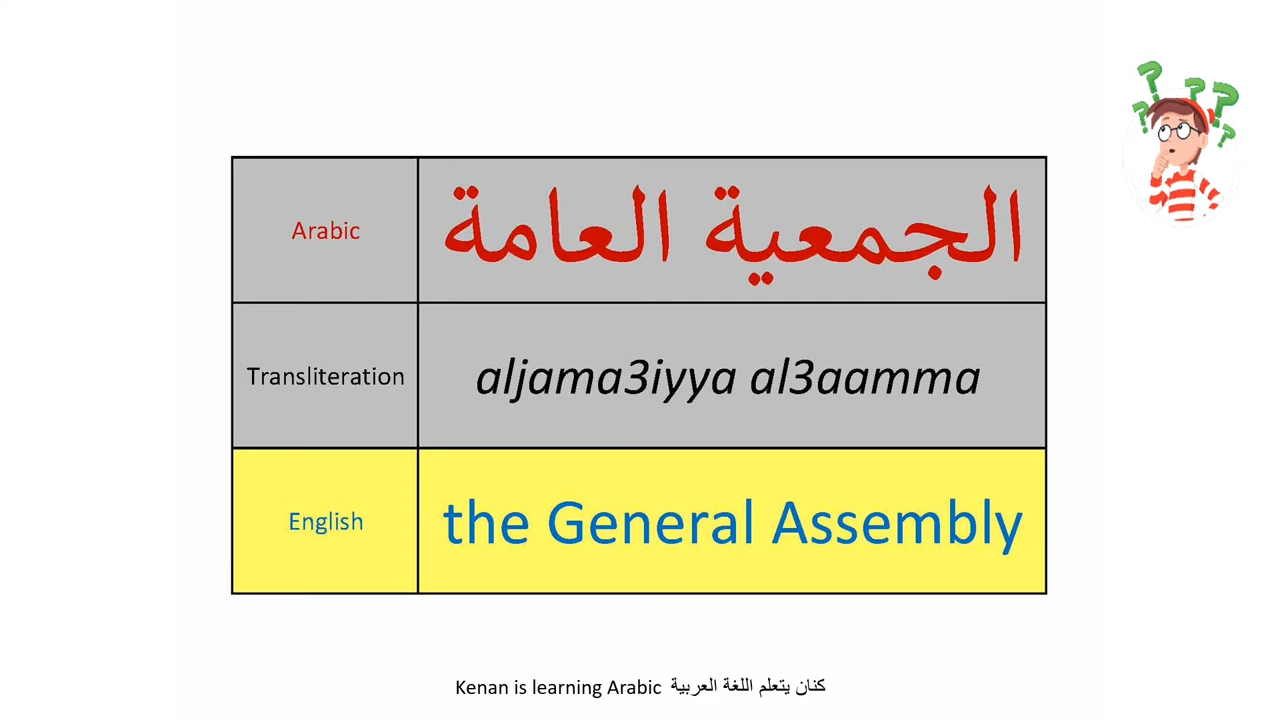 Arabic
الجمعية العامة
Transliteration
aljama3iyya al3aamma
English
the General Assembly
Kenan is learning Arabic كنان يتعلم اللغة العربية